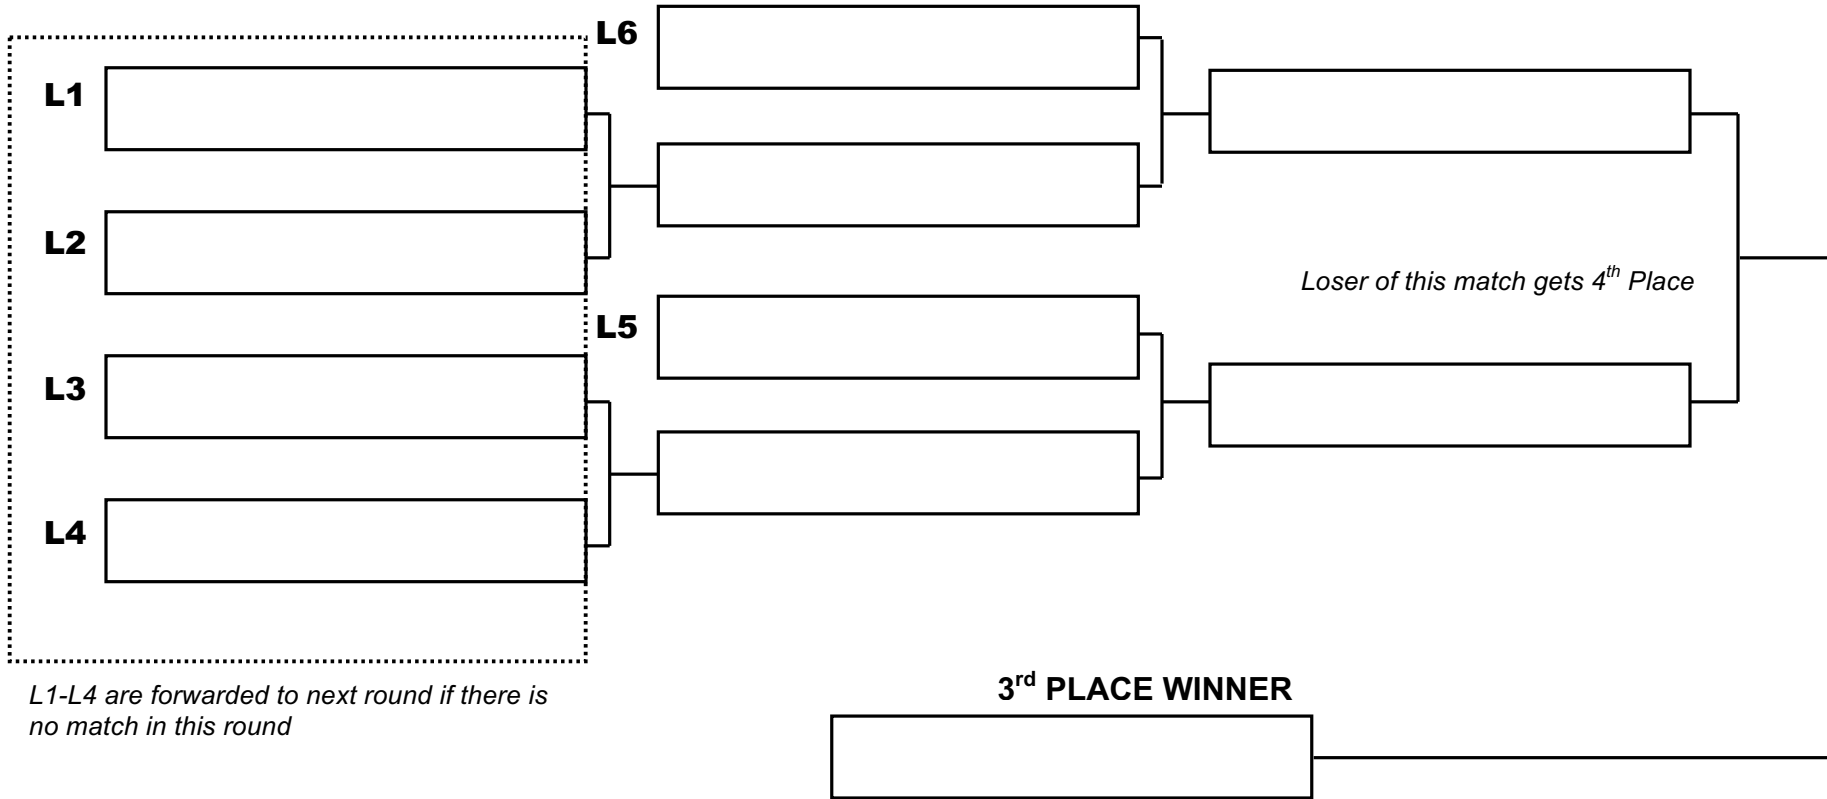 L6
L1
L2
Loser of this match gets 4th Place
L5
L3
L4
L1-L4 are forwarded to next round if there is
no match in this round
3rd PLACE WINNER